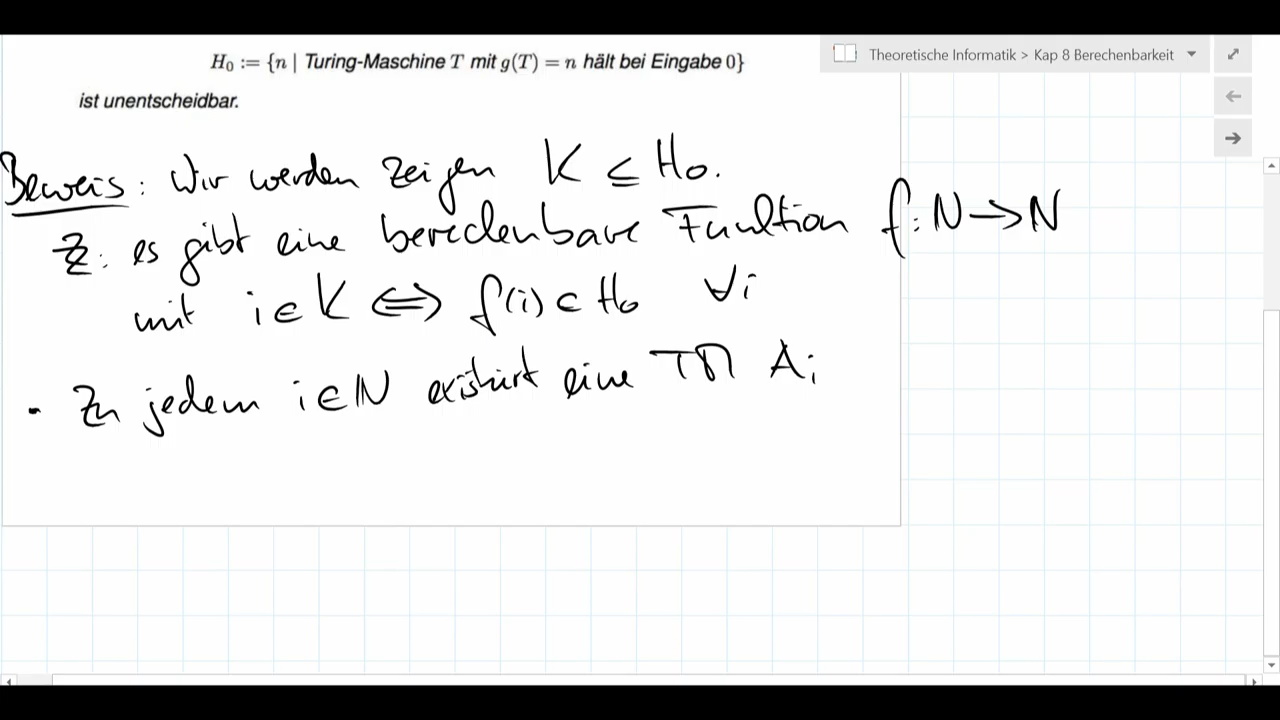 Theoretische Informatik > Kap 8 Berechenbarkeit
H₀ := {n | Turing-Maschine T mit g(T) = n hält bei Eingabe 0}
ist unentscheidbar.
Beweis: Wir werden zeigen K ≤ H₀.
Z: es gibt eine berechenbare Funktion f: N → N
mit i ∈ K ⇔ f(i) ∈ H₀ ∀i
• Zu jedem i ∈ N existiert eine TM Aᵢ